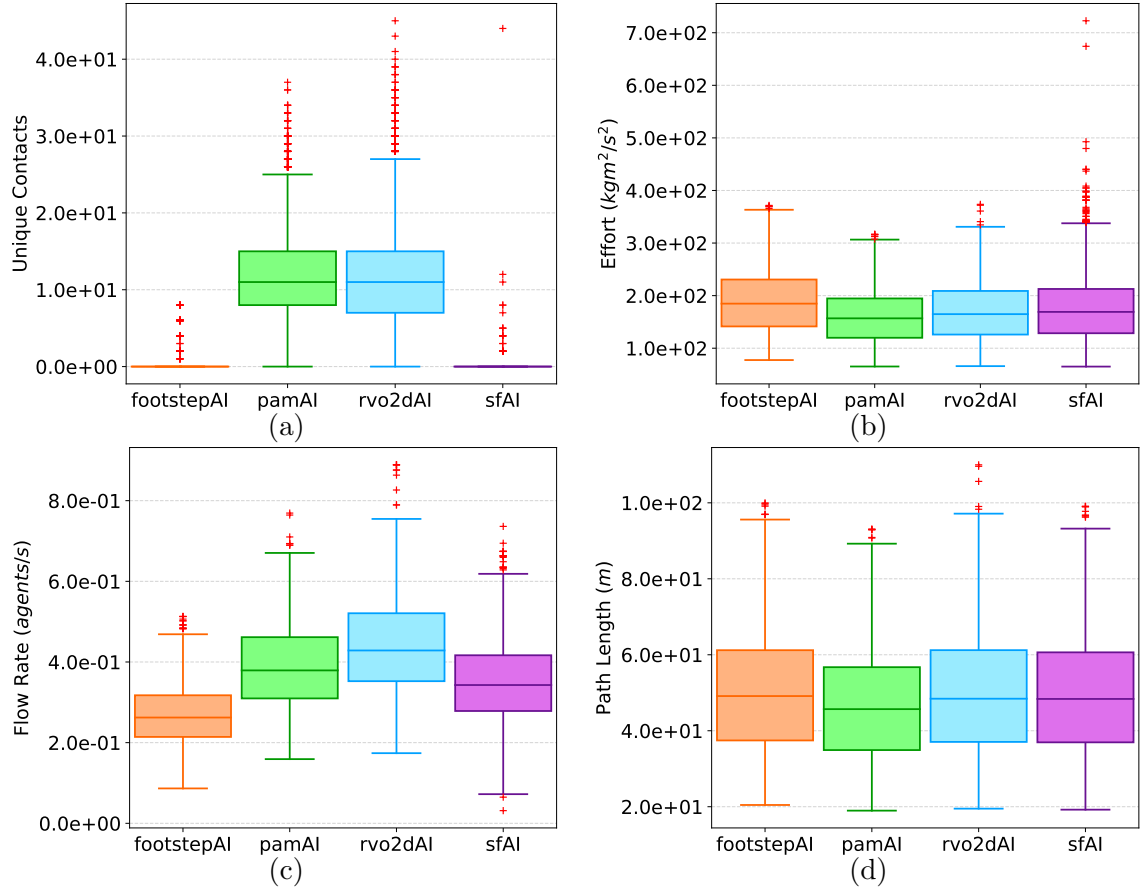 Unique Contacts
4.0e+01
3.0e+01
2.0e+01
1.0e+01
0.0e+00
footstepAI pamAI rvo2dAI sfAI
(a)
Effort (kgm²/s²)
7.0e+02
6.0e+02
5.0e+02
4.0e+02
3.0e+02
2.0e+02
1.0e+02
footstepAI pamAI rvo2dAI sfAI
(b)
Flow Rate (agents/s)
8.0e-01
6.0e-01
4.0e-01
2.0e-01
0.0e+00
footstepAI pamAI rvo2dAI sfAI
(c)
Path Length (m)
1.0e+02
8.0e+01
6.0e+01
4.0e+01
2.0e+01
footstepAI pamAI rvo2dAI sfAI
(d)